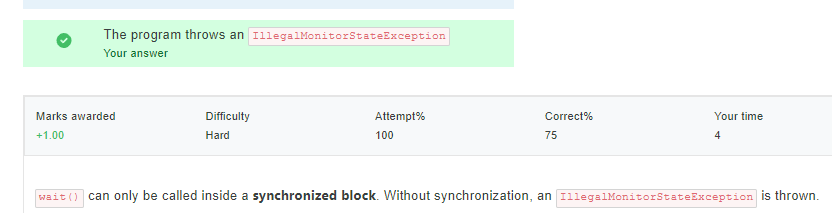 The program throws an IllegalMonitorStateException
Your answer
Marks awarded Difficulty Attempt% Correct% Your time
+1.00 Hard 100 75 4
wait() can only be called inside a synchronized block. Without synchronization, an IllegalMonitorStateException is thrown.